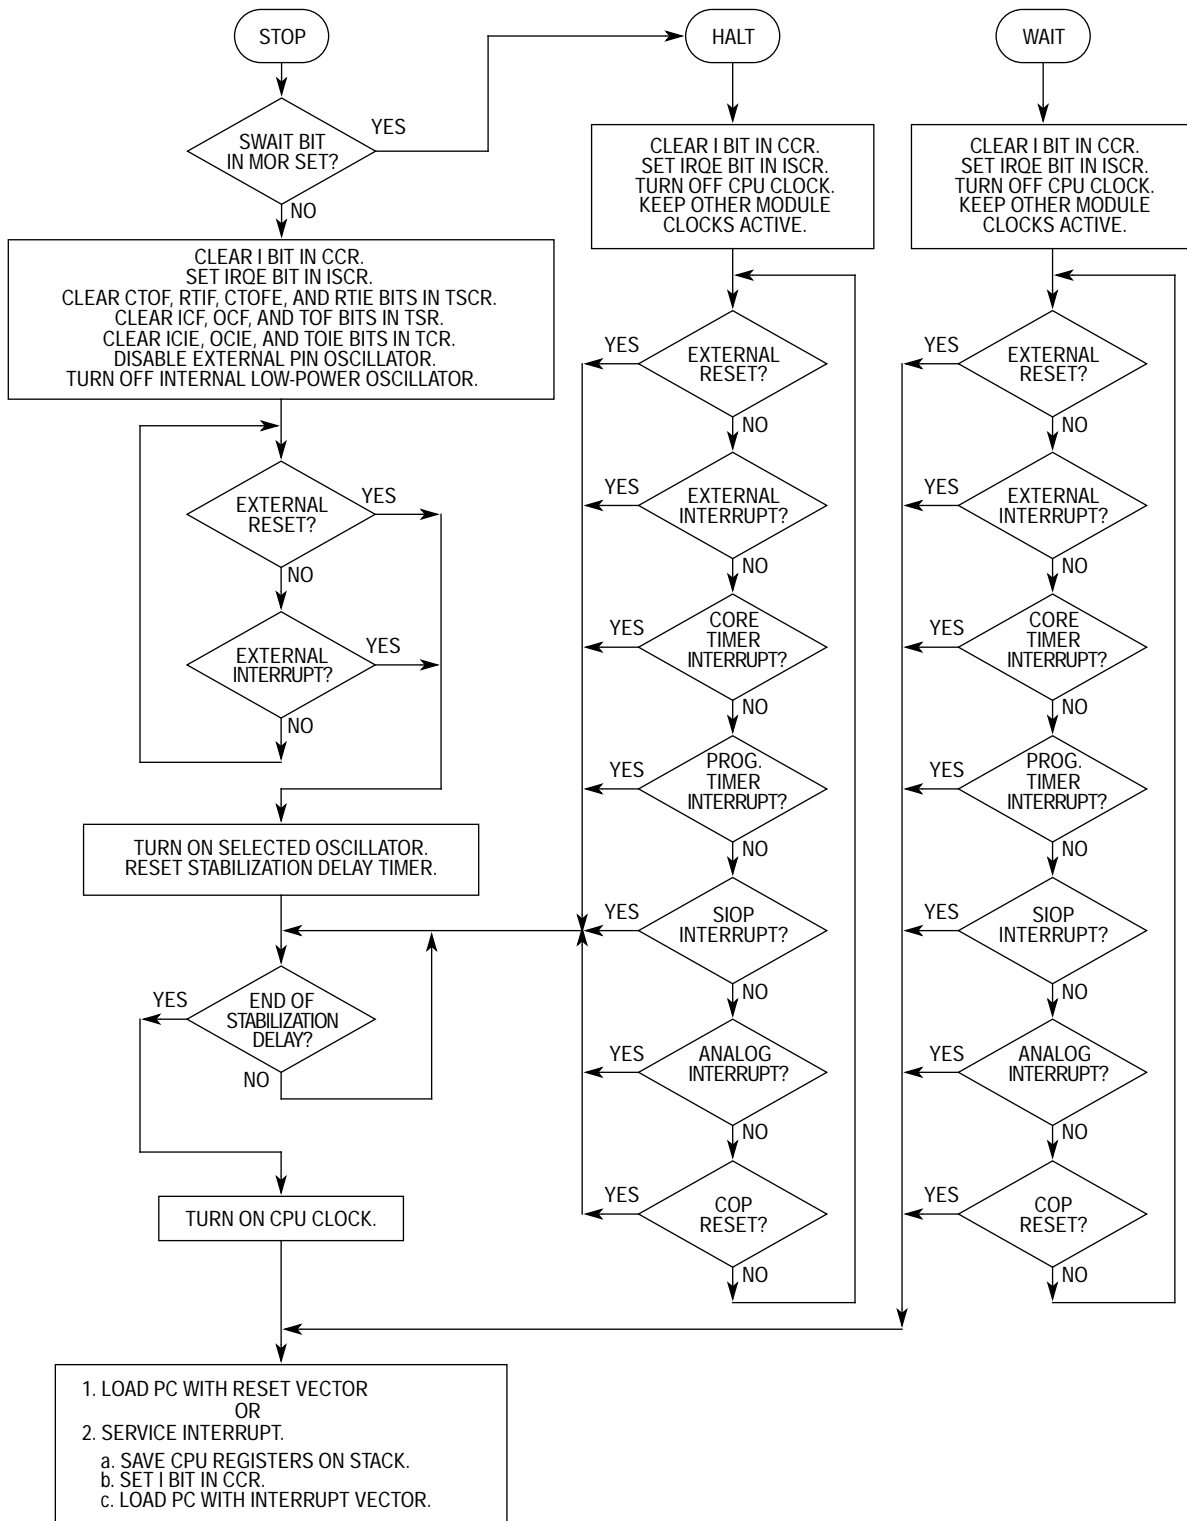 STOP
SWAIT BIT
IN MOR SET?
YES
NO
CLEAR I BIT IN CCR.
SET IRQE BIT IN ISCR.
CLEAR CTOF, RTIF, CTOFE, AND RTIE BITS IN TSCR.
CLEAR ICF, OCF, AND TOF BITS IN TSR.
CLEAR ICIE, OCIE, AND TOIE BITS IN TCR.
DISABLE EXTERNAL PIN OSCILLATOR.
TURN OFF INTERNAL LOW-POWER OSCILLATOR.
EXTERNAL
RESET?
YES
NO
EXTERNAL
INTERRUPT?
YES
NO
TURN ON SELECTED OSCILLATOR.
RESET STABILIZATION DELAY TIMER.
YES
END OF
STABILIZATION
DELAY?
NO
TURN ON CPU CLOCK.
1. LOAD PC WITH RESET VECTOR
OR
2. SERVICE INTERRUPT.
a. SAVE CPU REGISTERS ON STACK.
b. SET I BIT IN CCR.
c. LOAD PC WITH INTERRUPT VECTOR.
HALT
CLEAR I BIT IN CCR.
SET IRQE BIT IN ISCR.
TURN OFF CPU CLOCK.
KEEP OTHER MODULE
CLOCKS ACTIVE.
YES
EXTERNAL
RESET?
NO
YES
EXTERNAL
INTERRUPT?
NO
YES
CORE
TIMER
INTERRUPT?
NO
YES
PROG.
TIMER
INTERRUPT?
NO
YES
SIOP
INTERRUPT?
NO
YES
ANALOG
INTERRUPT?
NO
YES
COP
RESET?
NO
WAIT
CLEAR I BIT IN CCR.
SET IRQE BIT IN ISCR.
TURN OFF CPU CLOCK.
KEEP OTHER MODULE
CLOCKS ACTIVE.
YES
EXTERNAL
RESET?
NO
YES
EXTERNAL
INTERRUPT?
NO
YES
CORE
TIMER
INTERRUPT?
NO
YES
PROG.
TIMER
INTERRUPT?
NO
YES
SIOP
INTERRUPT?
NO
YES
ANALOG
INTERRUPT?
NO
YES
COP
RESET?
NO